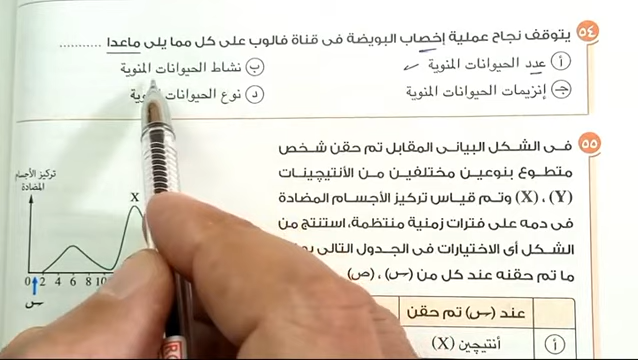 ٥٤ يتوقف نجاح عملية إخصاب البويضة فى قناة فالوب على كل مما يلى ماعدا ...........
أ عدد الحيوانات المنوية
ب نشاط الحيوانات المنوية
جـ إنزيمات الحيوانات المنوية
د نوع الحيوانات
٥٥ فى الشكل البيانى المقابل تم حقن شخص
متطوع بنوعين مختلفين من الأنتيچينات
(X) ، (Y) وتم قياس تركيز الأجسام المضادة
فى دمه على فترات زمنية منتظمة، استنتج من
الشكل أى الاختيارات فى الجدول التالى
ما تم حقنه عند كل من (س) ، (ص)
تركيز الأجسام
المضادة
X
0 2 4 6 8 10
س
عند (س) تم حقن
أ أنتيچين (X)